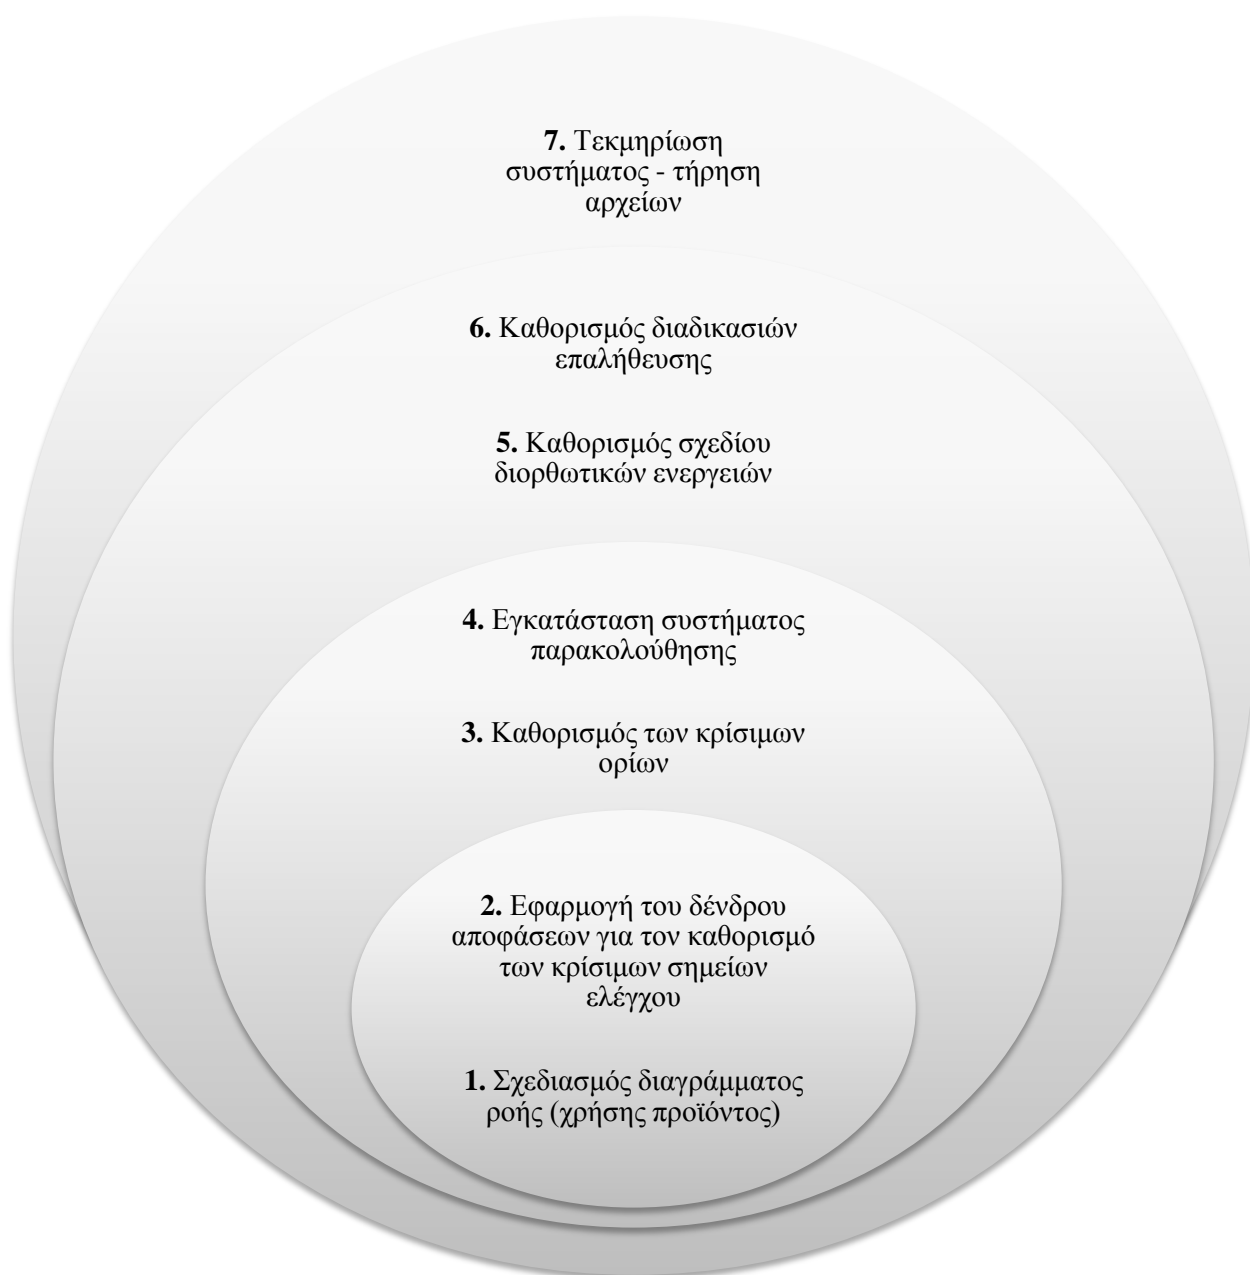 7. Τεκμηρίωση
συστήματος - τήρηση
αρχείων
6. Καθορισμός διαδικασιών
επαλήθευσης
5. Καθορισμός σχεδίου
διορθωτικών ενεργειών
4. Εγκατάσταση συστήματος
παρακολούθησης
3. Καθορισμός των κρίσιμων
ορίων
2. Εφαρμογή του δένδρου
αποφάσεων για τον καθορισμό
των κρίσιμων σημείων
ελέγχου
1. Σχεδιασμός διαγράμματος
ροής (χρήσης προϊόντος)